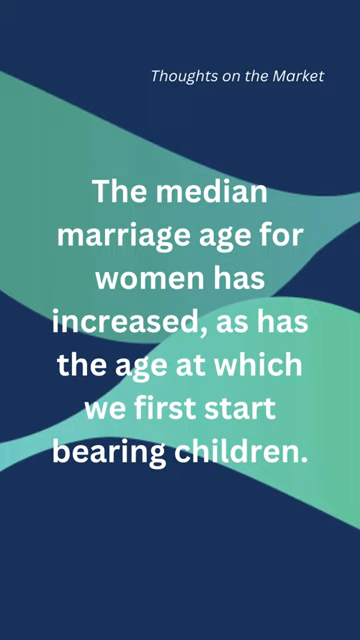 Thoughts on the Market
The median
marriage age for
women has
increased, as has
the age at which
we first start
bearing children.